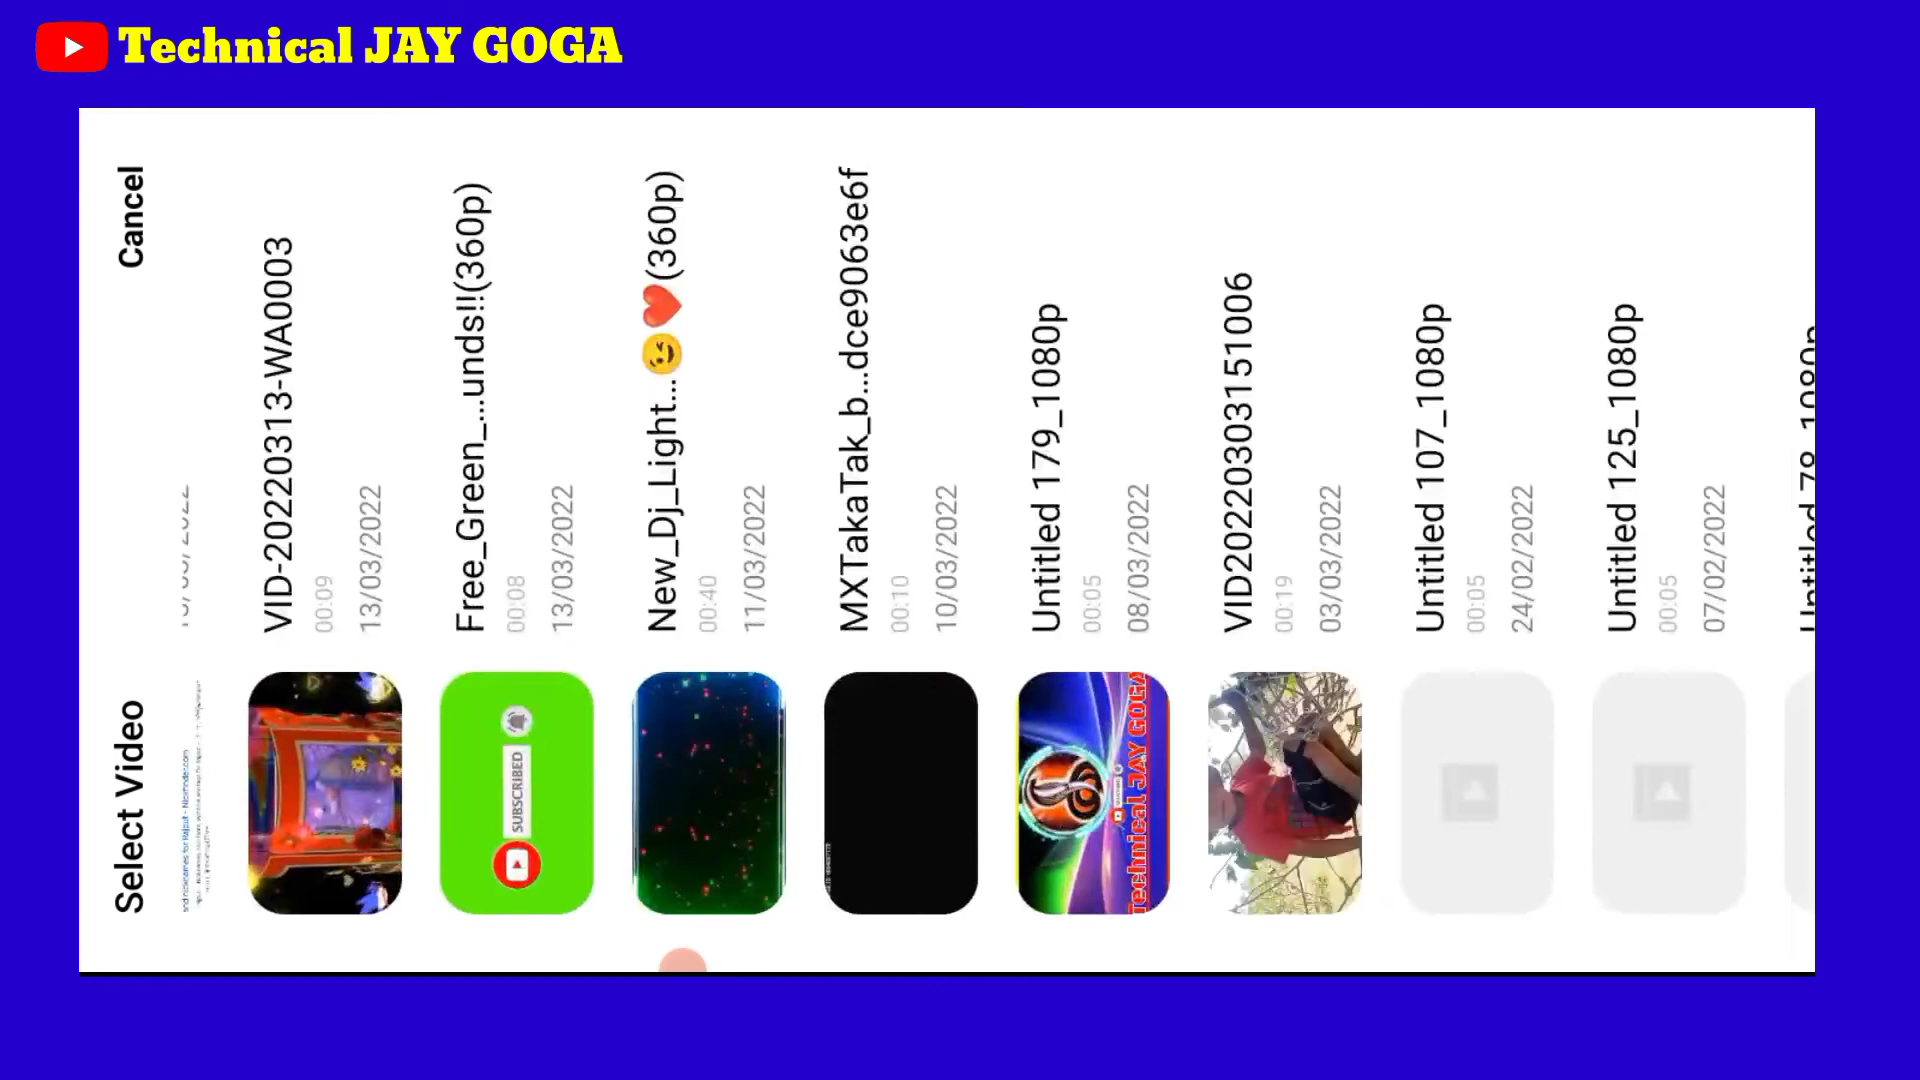 Technical JAY GOGA
Select Video
Cancel
VID-20220313-WA0003
00:09
13/03/2022
Free_Green_...unds!!(360p)
00:08
13/03/2022
SUBSCRIBED
New_Dj_Light...😉❤️(360p)
00:40
11/03/2022
MXTakaTak_b...dce9063e6f
00:10
10/03/2022
Untitled 179_1080p
00:05
08/03/2022
Technical JAY GOGA
VID20220303151006
00:19
03/03/2022
Untitled 107_1080p
00:05
24/02/2022
Untitled 125_1080p
00:05
07/02/2022
Untitled 78_1080p